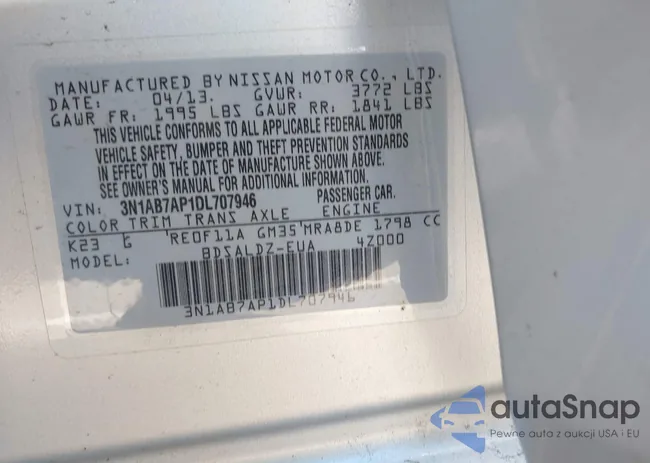 MANUFACTURED BY NISSAN MOTOR CO., LTD.
DATE: 04/13. GVWR: 3772 LBS
GAWR FR: 1995 LBS GAWR RR: 1841 LBS
THIS VEHICLE CONFORMS TO ALL APPLICABLE FEDERAL MOTOR
VEHICLE SAFETY, BUMPER AND THEFT PREVENTION STANDARDS
IN EFFECT ON THE DATE OF MANUFACTURE SHOWN ABOVE.
SEE OWNER'S MANUAL FOR ADDITIONAL INFORMATION.
VIN: 3N1AB7AP1DL707946 PASSENGER CAR.
COLOR TRIM TRANS AXLE ENGINE
K23 G RE0F11A GM35 MRA8DE 1798 CC
MODEL: BDSALDZ-EUA 4Z000
3N1AB7AP1DL707946
autoSnap
Pewne auta z aukcji USA i EU